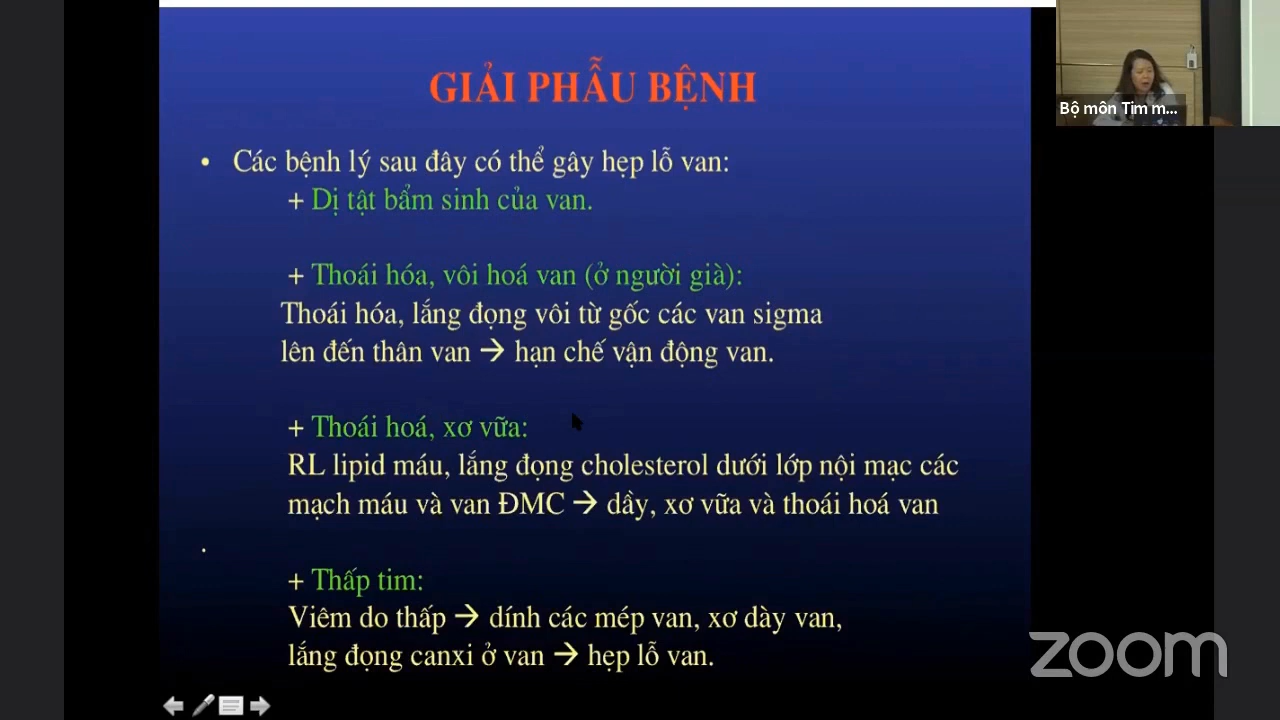 GIẢI PHẪU BỆNH
Bộ môn Tim m...
• Các bệnh lý sau đây có thể gây hẹp lỗ van:
+ Dị tật bẩm sinh của van.
+ Thoái hóa, vôi hoá van (ở người già):
Thoái hóa, lắng đọng vôi từ gốc các van sigma
lên đến thân van → hạn chế vận động van.
+ Thoái hoá, xơ vữa:
RL lipid máu, lắng đọng cholesterol dưới lớp nội mạc các
mạch máu và van ĐMC → dầy, xơ vữa và thoái hoá van
.
+ Thấp tim:
Viêm do thấp → dính các mép van, xơ dày van,
lắng đọng canxi ở van → hẹp lỗ van.
zoom